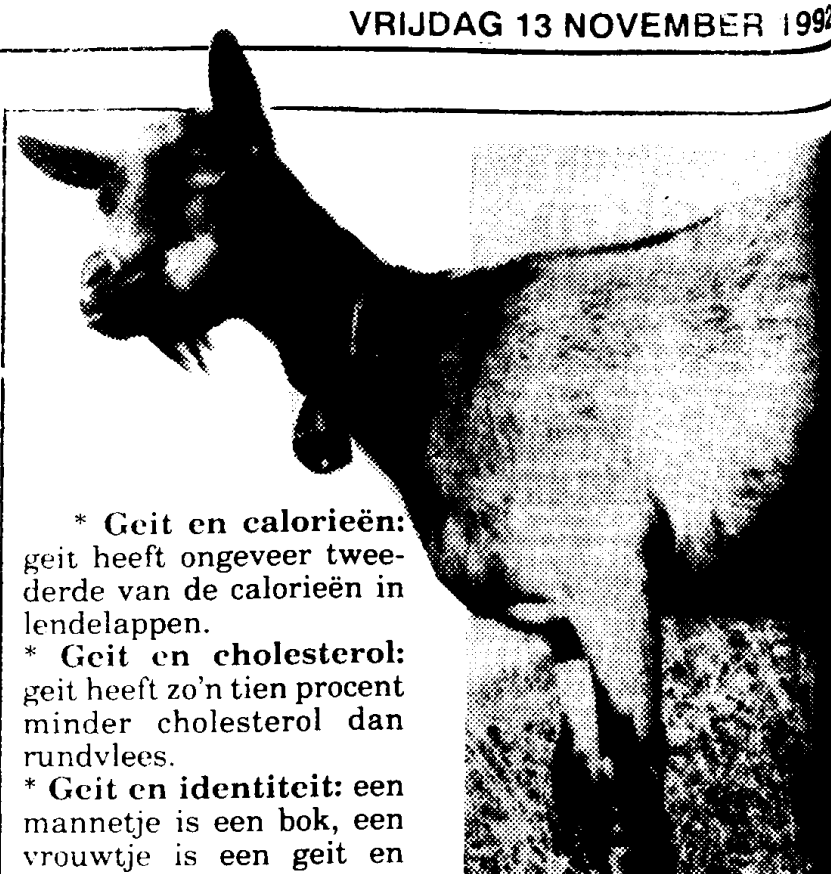 VRIJDAG 13 NOVEMBER 1992
* Geit en calorieën:
geit heeft ongeveer twee-
derde van de calorieën in
lendelappen.
* Geit en cholesterol:
geit heeft zo'n tien procent
minder cholesterol dan
rundvlees.
* Geit en identiteit: een
mannetje is een bok, een
vrouwtje is een geit en